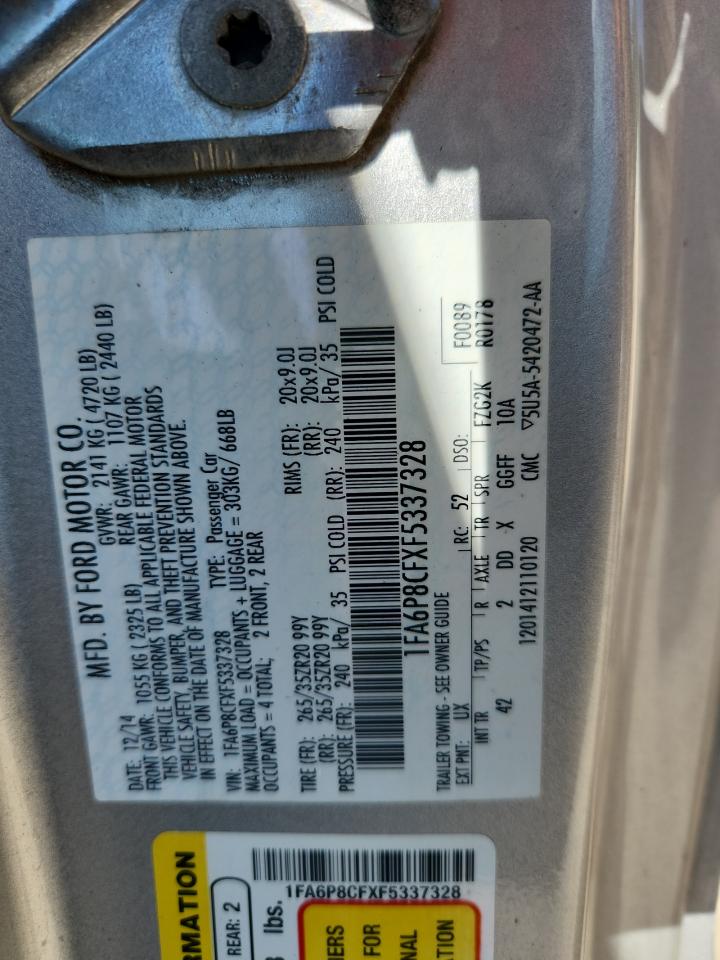 MFD. BY FORD MOTOR CO.
DATE: 12/14 GVWR: 2141 KG ( 4720 LB)
FRONT GAWR: 1055 KG ( 2325 LB) REAR GAWR: 1107 KG ( 2440 LB)
THIS VEHICLE CONFORMS TO ALL APPLICABLE FEDERAL MOTOR
VEHICLE SAFETY, BUMPER, AND THEFT PREVENTION STANDARDS
IN EFFECT ON THE DATE OF MANUFACTURE SHOWN ABOVE.
VIN: 1FA6P8CFXF5337328 TYPE: Passenger Car
MAXIMUM LOAD = OCCUPANTS + LUGGAGE = 303KG/ 668LB
OCCUPANTS = 4 TOTAL; 2 FRONT, 2 REAR
TIRE (FR): 265/35ZR20 99Y RIMS (FR): 20x9.0J
(RR): 265/35ZR20 99Y (RR): 20x9.0J
PRESSURE (FR): 240 kPa/ 35 PSI COLD (RR): 240 kPa/ 35 PSI COLD
1FA6P8CFXF5337328
TRAILER TOWING - SEE OWNER GUIDE
F0089
EXT PNT: UX RC: 52 DSO: R0178
INT TR TP/PS R AXLE TR SPR FZG2K
42 2 DD X GGFF 10A
1201412110120 CMC ▽5U5A-5420472-AA
RMATION
REAR: 2
lbs.
1FA6P8CFXF5337328
FOR